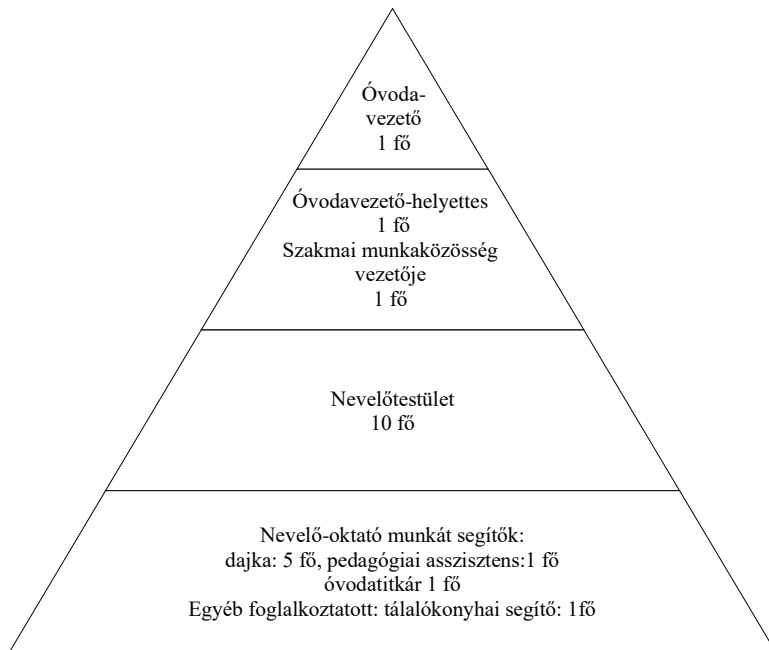 Óvoda-
vezető
1 fő
Óvodavezető-helyettes
1 fő
Szakmai munkaközösség
vezetője
1 fő
Nevelőtestület
10 fő
Nevelő-oktató munkát segítők:
dajka: 5 fő, pedagógiai asszisztens:1 fő
óvodatitkár 1 fő
Egyéb foglalkoztatott: tálalókonyhai segítő: 1fő